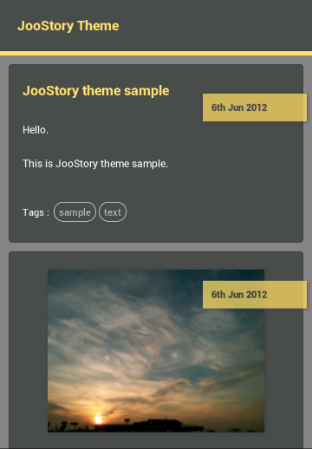 JooStory Theme
JooStory theme sample
6th Jun 2012
Hello.
This is JooStory theme sample.
Tags : sample text
6th Jun 2012